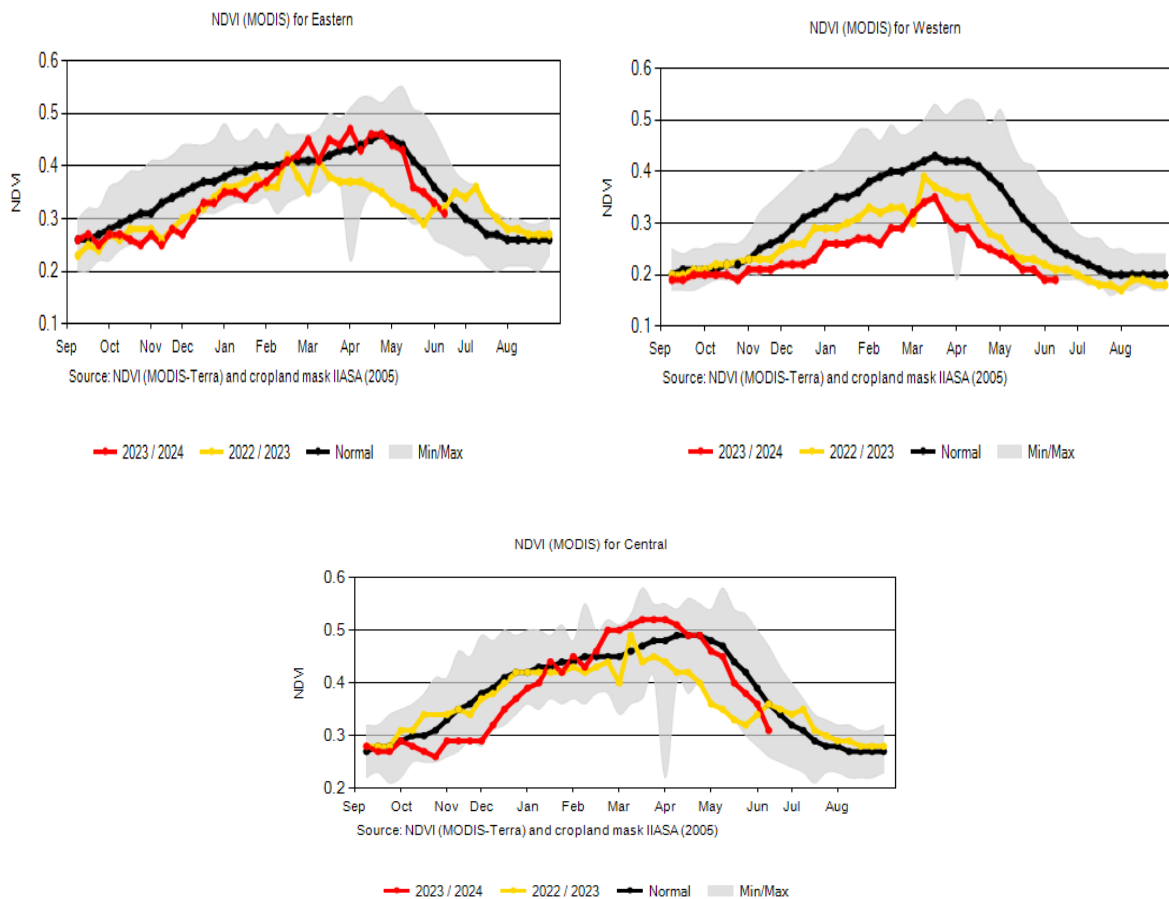 NDVI (MODIS) for Eastern
0.6
0.5
0.4
0.3
0.2
0.1
NDVI
Sep Oct Nov Dec Jan Feb Mar Apr May Jun Jul Aug
Source: NDVI (MODIS-Terra) and cropland mask IIASA (2005)
2023 / 2024 2022 / 2023 Normal Min/Max
NDVI (MODIS) for Western
0.6
0.5
0.4
0.3
0.2
0.1
NDVI
Sep Oct Nov Dec Jan Feb Mar Apr May Jun Jul Aug
Source: NDVI (MODIS-Terra) and cropland mask IIASA (2005)
2023 / 2024 2022 / 2023 Normal Min/Max
NDVI (MODIS) for Central
0.6
0.5
0.4
0.3
0.2
NDVI
Sep Oct Nov Dec Jan Feb Mar Apr May Jun Jul Aug
Source: NDVI (MODIS-Terra) and cropland mask IIASA (2005)
2023 / 2024 2022 / 2023 Normal Min/Max